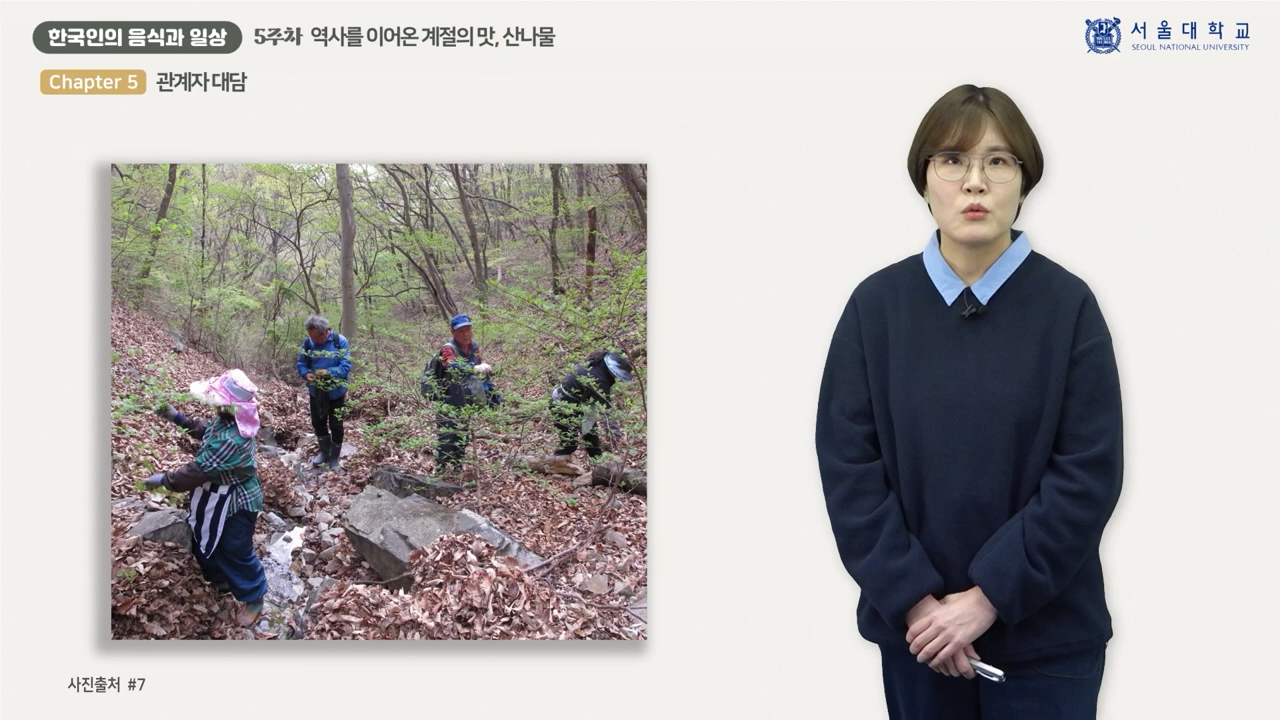 한국인의 음식과 일상 5주차 역사를 이어온 계절의 맛, 산나물
서울대학교
SEOUL NATIONAL UNIVERSITY
Chapter 5 관계자 대담
사진출처 #7